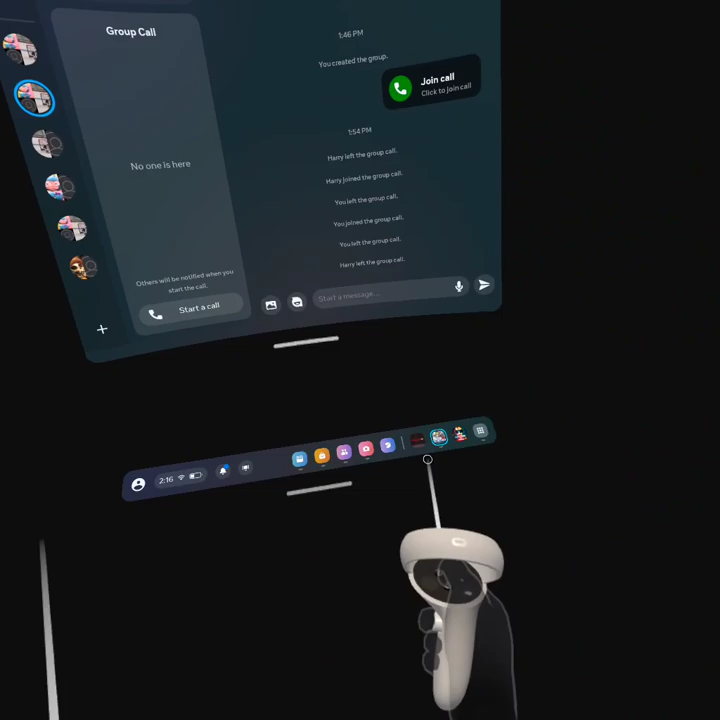 Group Call
No one is here
Others will be notified when you
start the call.
Start a call
1:46 PM
You created the group.
Join call
Click to join call
1:54 PM
Harry left the group call.
Harry joined the group call.
You left the group call.
You joined the group call.
You left the group call.
Harry left the group call.
Start a message...
2:16